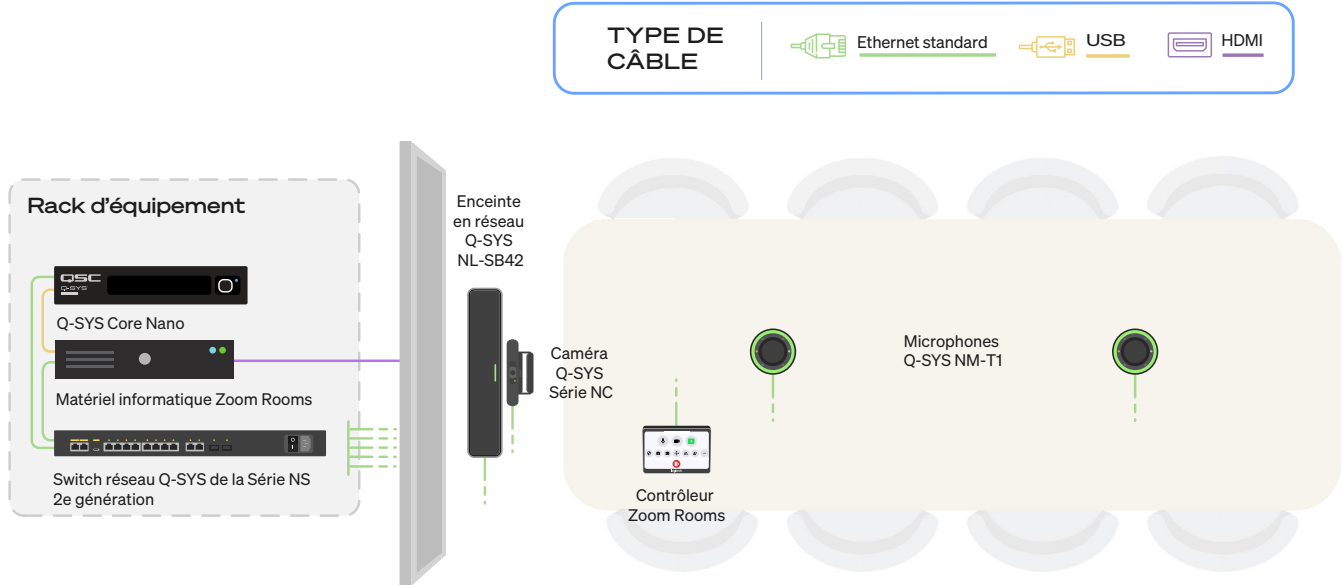 TYPE DE
CÂBLE
Ethernet standard
USB
HDMI
Rack d’équipement
QSC
Q-SYS
Q-SYS Core Nano
Matériel informatique Zoom Rooms
Switch réseau Q-SYS de la Série NS
2e génération
Enceinte
en réseau
Q-SYS
NL-SB42
Caméra
Q-SYS
Série NC
Microphones
Q-SYS NM-T1
Contrôleur
Zoom Rooms